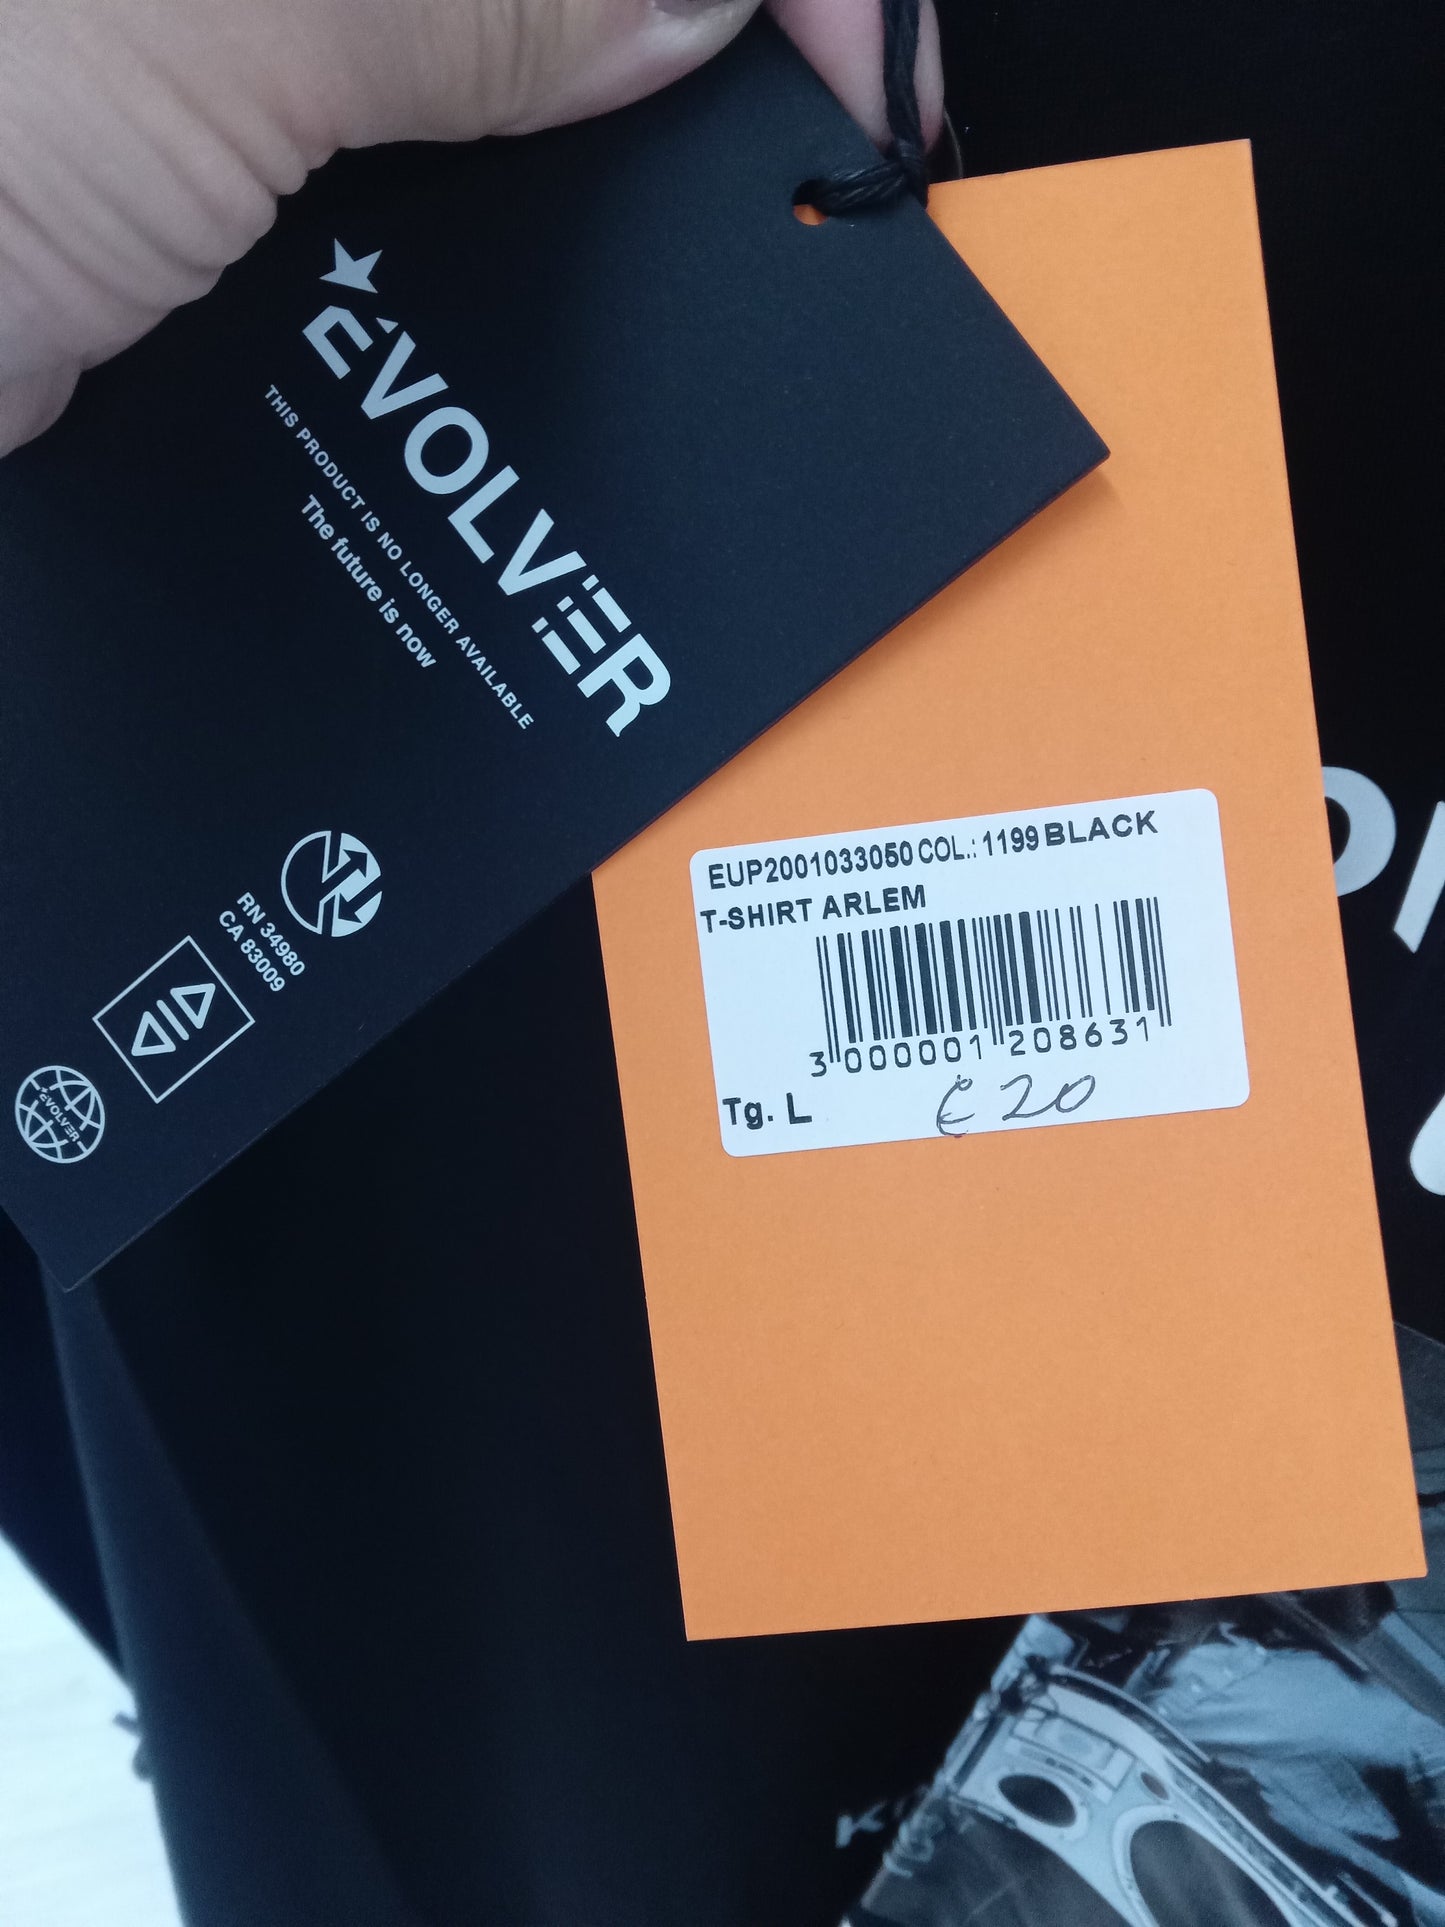 ÉVOLVER
THIS PRODUCT IS NO LONGER AVAILABLE
The future is now
RN 34980
CA 83009
ÉVOLVER
EUP2001033050 COL.: 1199 BLACK
T-SHIRT ARLEM
3 000001 208631
Tg. L
€ 20